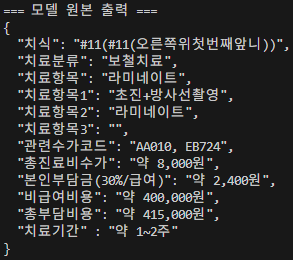 === 모델 원본 출력 ===
{
"치식": "#11(#11(오른쪽위첫번째앞니))",
"치료분류": "보철치료",
"치료항목": "라미네이트",
"치료항목1": "초진+방사선촬영",
"치료항목2": "라미네이트",
"치료항목3": "",
"관련수가코드": "AA010, EB724",
"총진료비수가": "약 8,000원",
"본인부담금(30%/급여)": "약 2,400원",
"비급여비용": "약 400,000원",
"총부담비용": "약 415,000원",
"치료기간" : "약 1~2주"
}